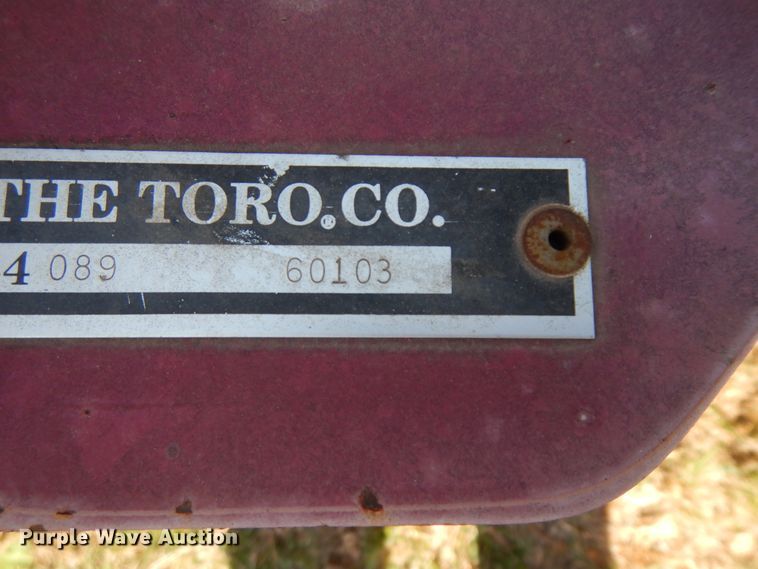 THE TORO® CO.
4 089 60103
Purple Wave Auction